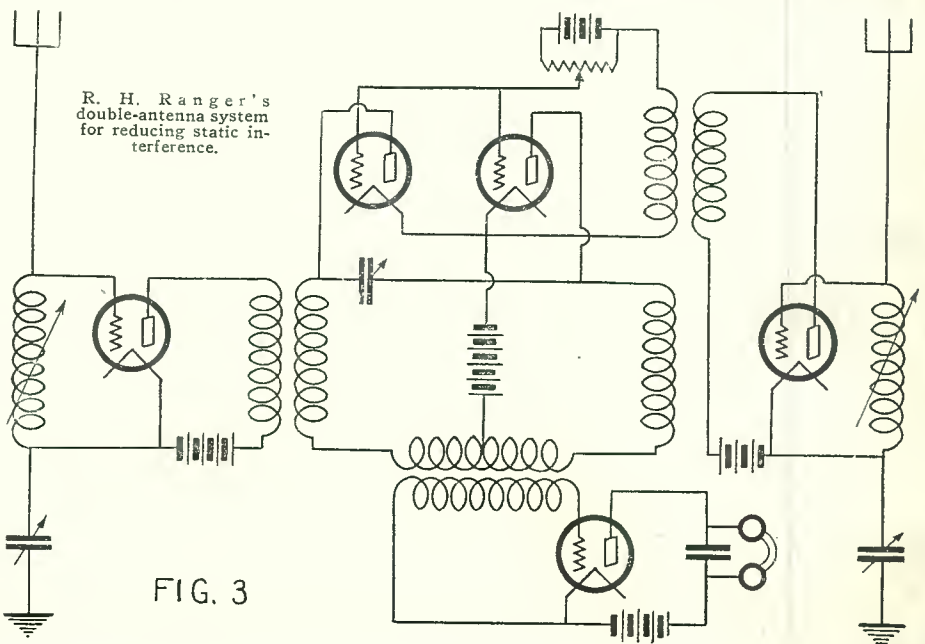 R. H. Ranger's
double-antenna system
for reducing static in-
terference.
FIG. 3